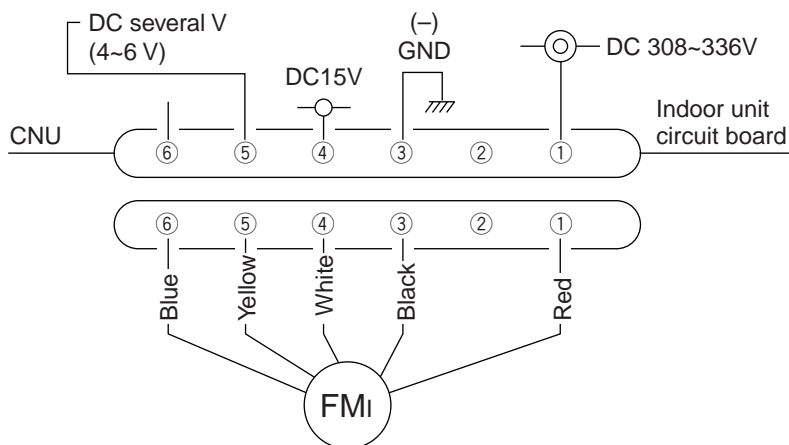 DC several V
(4~6 V)
(–)
GND
DC15V
DC 308~336V
CNU
Indoor unit
circuit board
⑥ ⑤ ④ ③ ② ①
⑥ ⑤ ④ ③ ② ①
Blue
Yellow
White
Black
Red
FMI